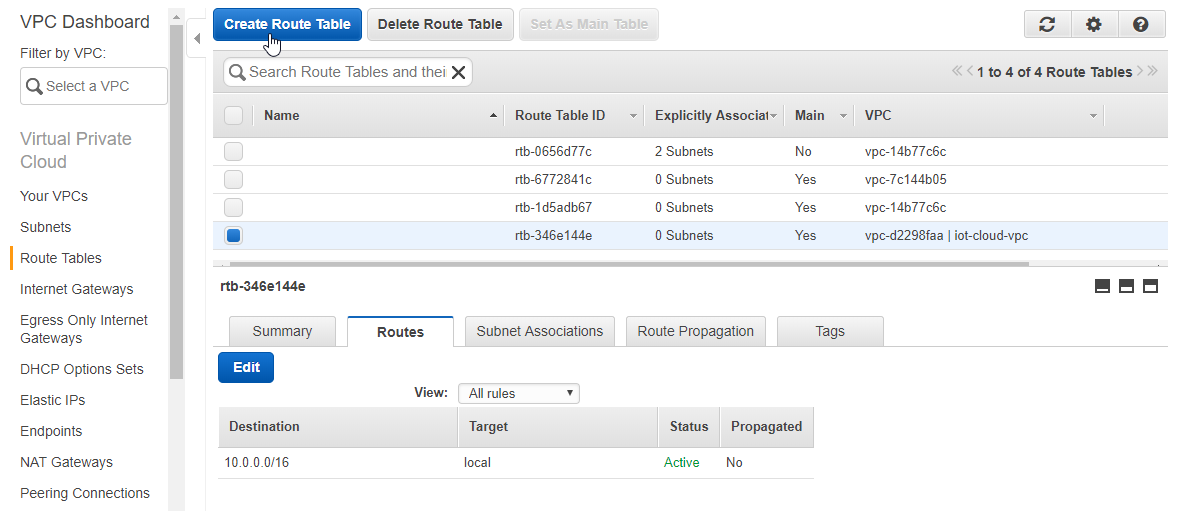 VPC Dashboard
Filter by VPC:
Select a VPC
Virtual Private
Cloud
Your VPCs
Subnets
Route Tables
Internet Gateways
Egress Only Internet
Gateways
DHCP Options Sets
Elastic IPs
Endpoints
NAT Gateways
Peering Connections
Create Route Table Delete Route Table Set As Main Table
Search Route Tables and thei
1 to 4 of 4 Route Tables
Name Route Table ID Explicitly Associat Main VPC
rtb-0656d77c 2 Subnets No vpc-14b77c6c
rtb-6772841c 0 Subnets Yes vpc-7c144b05
rtb-1d5adb67 0 Subnets Yes vpc-14b77c6c
rtb-346e144e 0 Subnets Yes vpc-d2298faa | iot-cloud-vpc
rtb-346e144e
Summary Routes Subnet Associations Route Propagation Tags
Edit
View: All rules
Destination Target Status Propagated
10.0.0.0/16 local Active No